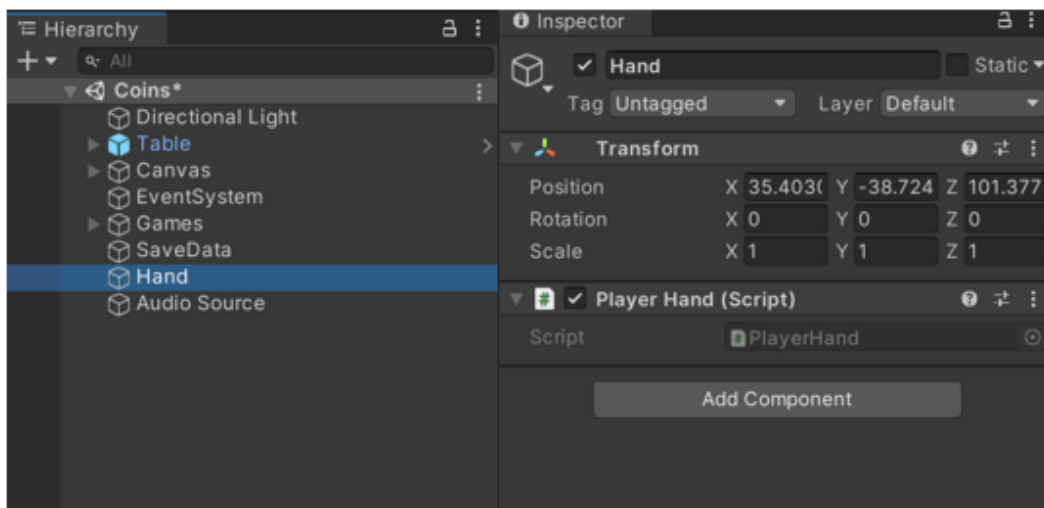 Hierarchy
All
Coins*
Directional Light
Table
Canvas
EventSystem
Games
SaveData
Hand
Audio Source
Inspector
Hand
Static
Tag Untagged Layer Default
Transform
Position X 35.403( Y -38.724 Z 101.377
Rotation X 0 Y 0 Z 0
Scale X 1 Y 1 Z 1
# Player Hand (Script)
Script PlayerHand
Add Component